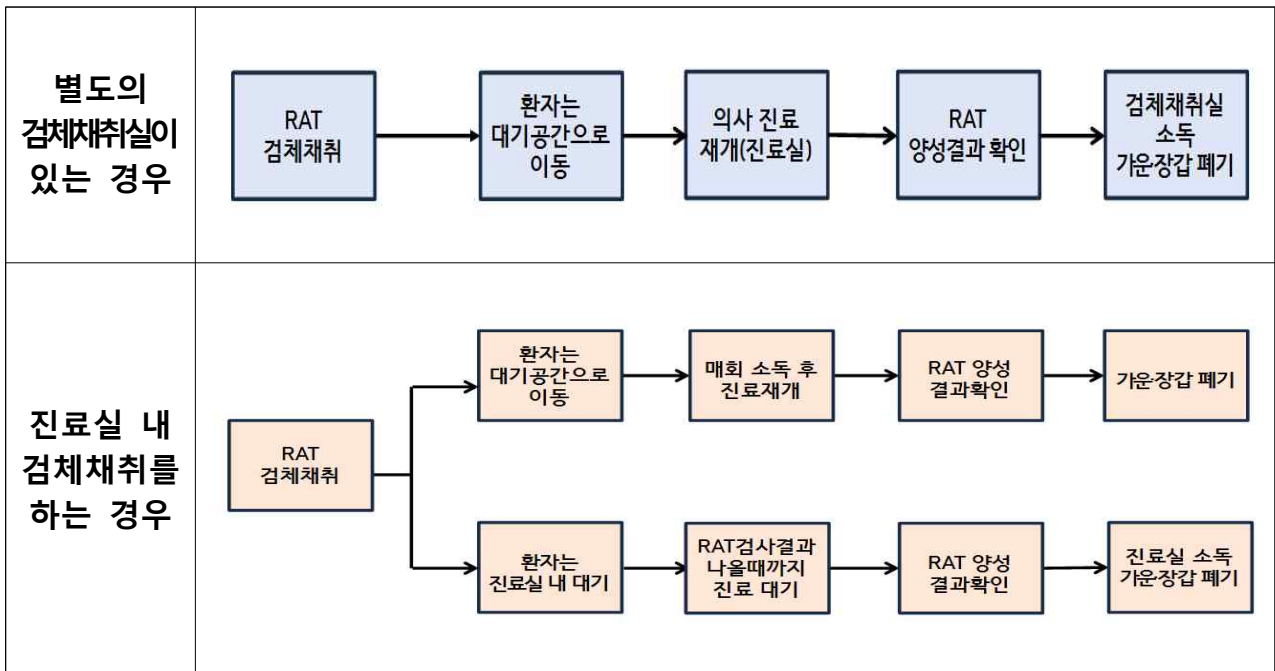 별도의
검체채취실이
있는 경우
RAT
검체채취
환자는
대기공간으로
이동
의사 진료
재개(진료실)
RAT
양성결과 확인
검체채취실
소독
가운·장갑 폐기
진료실 내
검체채취를
하는 경우
RAT
검체채취
환자는
대기공간으로
이동
매회 소독 후
진료재개
RAT 양성
결과확인
가운·장갑 폐기
환자는
진료실 내 대기
RAT검사결과
나올때까지
진료 대기
RAT 양성
결과확인
진료실 소독
가운·장갑 폐기